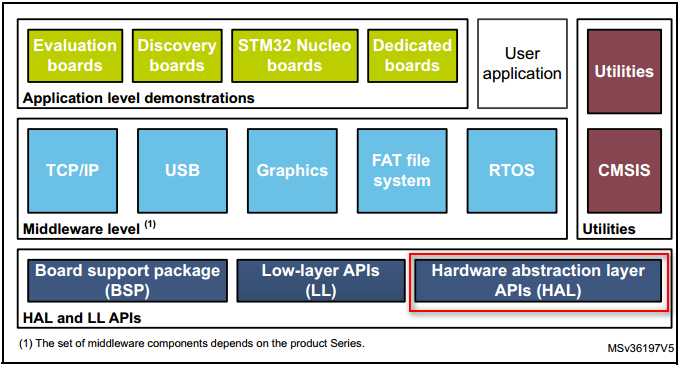 Evaluation
boards
Discovery
boards
STM32 Nucleo
boards
Dedicated
boards
Application level demonstrations
User
application
Utilities
TCP/IP
USB
Graphics
FAT file
system
RTOS
CMSIS
Middleware level (1)
Utilities
Board support package
(BSP)
Low-layer APIs
(LL)
Hardware abstraction layer
APIs (HAL)
HAL and LL APIs
(1) The set of middleware components depends on the product Series.
MSv36197V5